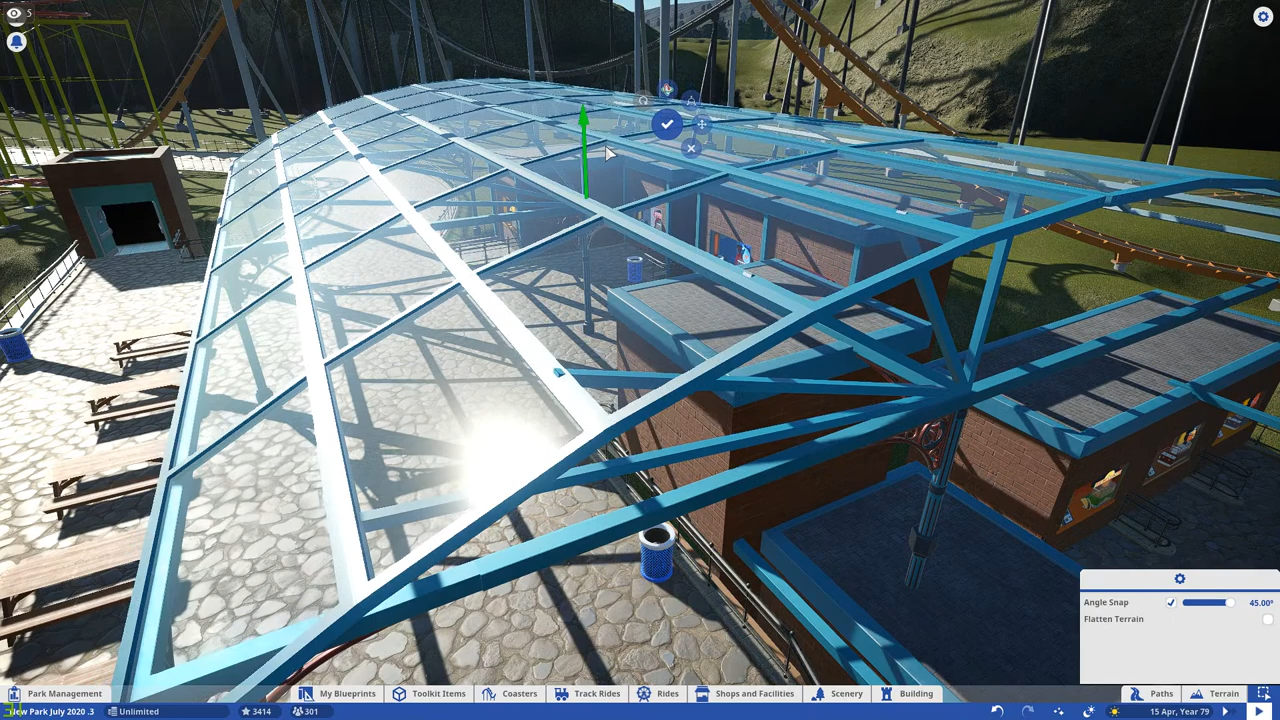 5
Angle Snap 45.00°
Flatten Terrain
Park Management My Blueprints Toolkit Items Coasters Track Rides Rides Shops and Facilities Scenery Building Paths Terrain
New Park July 2020 .3 Unlimited 3414 301 15 Apr, Year 79